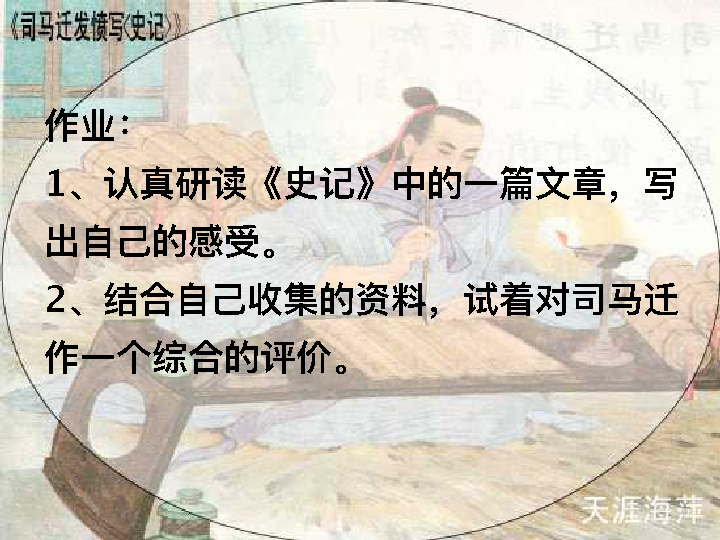 《司马迁发愤写《史记》》
作业：
1、认真研读《史记》中的一篇文章，写
出自己的感受。
2、结合自己收集的资料，试着对司马迁
作一个综合的评价。
天涯海萍